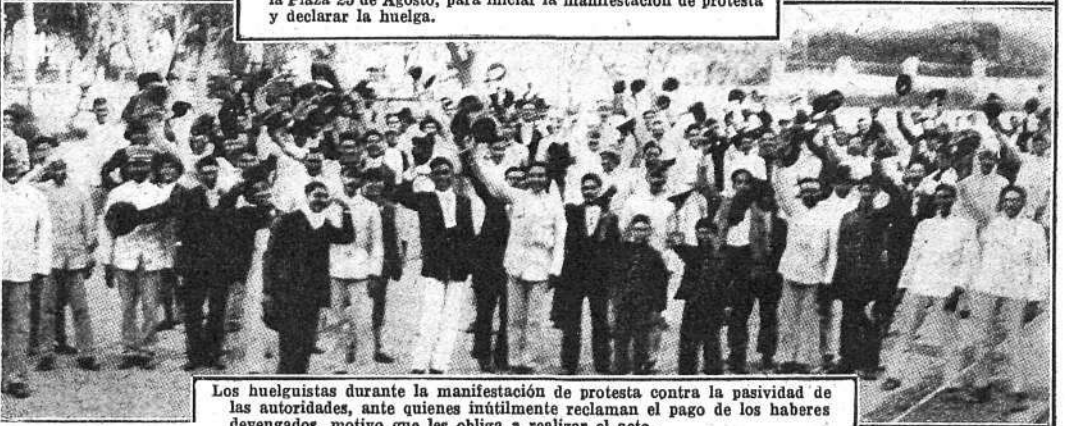 la Plaza 25 de Agosto, para iniciar la manifestación de protesta
y declarar la huelga.
Los huelguistas durante la manifestación de protesta contra la pasividad de
las autoridades, ante quienes inútilmente reclaman el pago de los haberes
devengados, motivo que les obliga a realizar el acto.